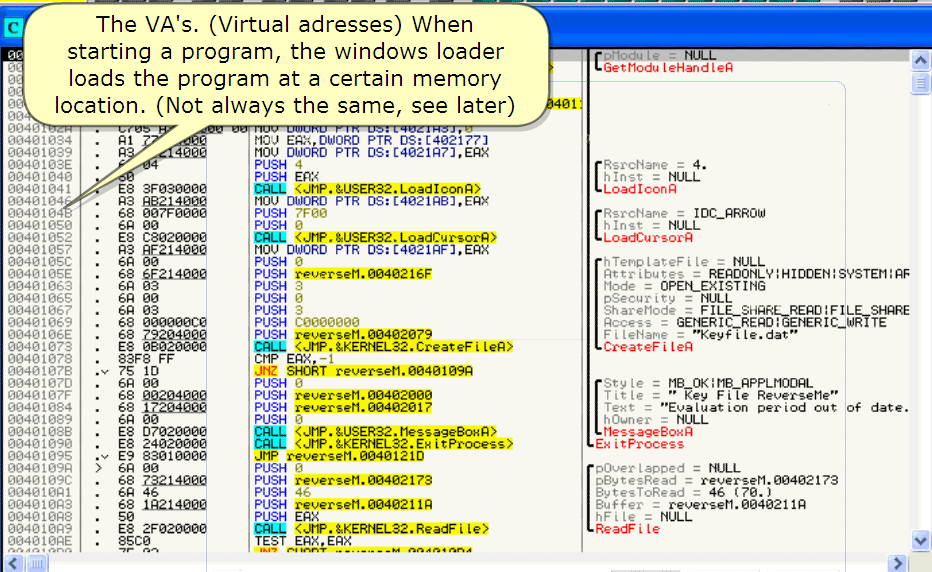 The VA's. (Virtual adresses) When
starting a program, the windows loader
loads the program at a certain memory
location. (Not always the same, see later)
C
pModule = NULL
GetModuleHandleA
0040102A . C705 00 MOV DWORD PTR DS:[4021A3],0
00401034 . A1 MOV EAX,DWORD PTR DS:[402177]
00401039 . A3 MOV DWORD PTR DS:[4021A7],EAX
0040103E . 04 PUSH 4 RsrcName = 4.
00401040 . 50 PUSH EAX hInst = NULL
00401041 . E8 3F030000 CALL <JMP.&USER32.LoadIconA> LoadIconA
00401046 . A3 AB214000 MOV DWORD PTR DS:[4021AB],EAX
0040104B . 68 007F0000 PUSH 7F00 RsrcName = IDC_ARROW
00401050 . 6A 00 PUSH 0 hInst = NULL
00401052 . E8 C8020000 CALL <JMP.&USER32.LoadCursorA> LoadCursorA
00401057 . A3 AF214000 MOV DWORD PTR DS:[4021AF],EAX
0040105C . 6A 00 PUSH 0 hTemplateFile = NULL
0040105E . 68 6F214000 PUSH reverseM.0040216F Attributes = READONLY|HIDDEN|SYSTEM|AR
00401063 . 6A 03 PUSH 3 Mode = OPEN_EXISTING
00401065 . 6A 00 PUSH 0 pSecurity = NULL
00401067 . 6A 03 PUSH 3 ShareMode = FILE_SHARE_READ|FILE_SHARE
00401069 . 68 000000C0 PUSH C0000000 Access = GENERIC_READ|GENERIC_WRITE
0040106E . 68 79204000 PUSH reverseM.00402079 FileName = "Keyfile.dat"
00401073 . E8 0B020000 CALL <JMP.&KERNEL32.CreateFileA> CreateFileA
00401078 . 83F8 FF CMP EAX,-1
0040107B . 75 1D JNZ SHORT reverseM.0040109A
0040107D . 6A 00 PUSH 0 Style = MB_OK|MB_APPLMODAL
0040107F . 68 00204000 PUSH reverseM.00402000 Title = " Key File ReverseMe"
00401084 . 68 17204000 PUSH reverseM.00402017 Text = "Evaluation period out of date.
00401089 . 6A 00 PUSH 0 hOwner = NULL
0040108B . E8 D7020000 CALL <JMP.&USER32.MessageBoxA> MessageBoxA
00401090 . E8 24020000 CALL <JMP.&KERNEL32.ExitProcess> ExitProcess
00401095 . E9 83010000 JMP reverseM.0040121D
0040109A > 6A 00 PUSH 0 pOverlapped = NULL
0040109C . 68 73214000 PUSH reverseM.00402173 pBytesRead = reverseM.00402173
004010A1 . 6A 46 PUSH 46 BytesToRead = 46 (70.)
004010A3 . 68 1A214000 PUSH reverseM.0040211A Buffer = reverseM.0040211A
004010A8 . 50 PUSH EAX hFile = NULL
004010A9 . E8 2F020000 CALL <JMP.&KERNEL32.ReadFile> ReadFile
004010AE . 85C0 TEST EAX,EAX